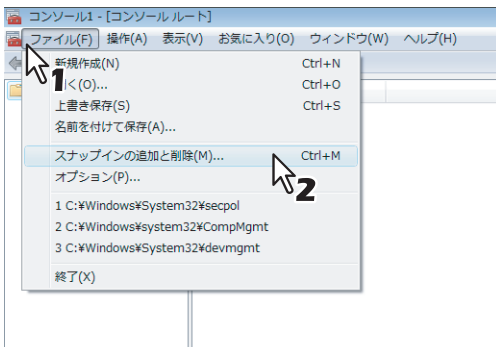 コンソール1 - [コンソール ルート]
ファイル(F) 操作(A) 表示(V) お気に入り(O) ウィンドウ(W) ヘルプ(H)
新規作成(N) Ctrl+N
く(O)... Ctrl+O
上書き保存(S) Ctrl+S
名前を付けて保存(A)...
スナップインの追加と削除(M)... Ctrl+M
オプション(P)...
1 C:¥Windows¥System32¥secpol
2 C:¥Windows¥system32¥CompMgmt
3 C:¥Windows¥System32¥devmgmt
終了(X)
1
2